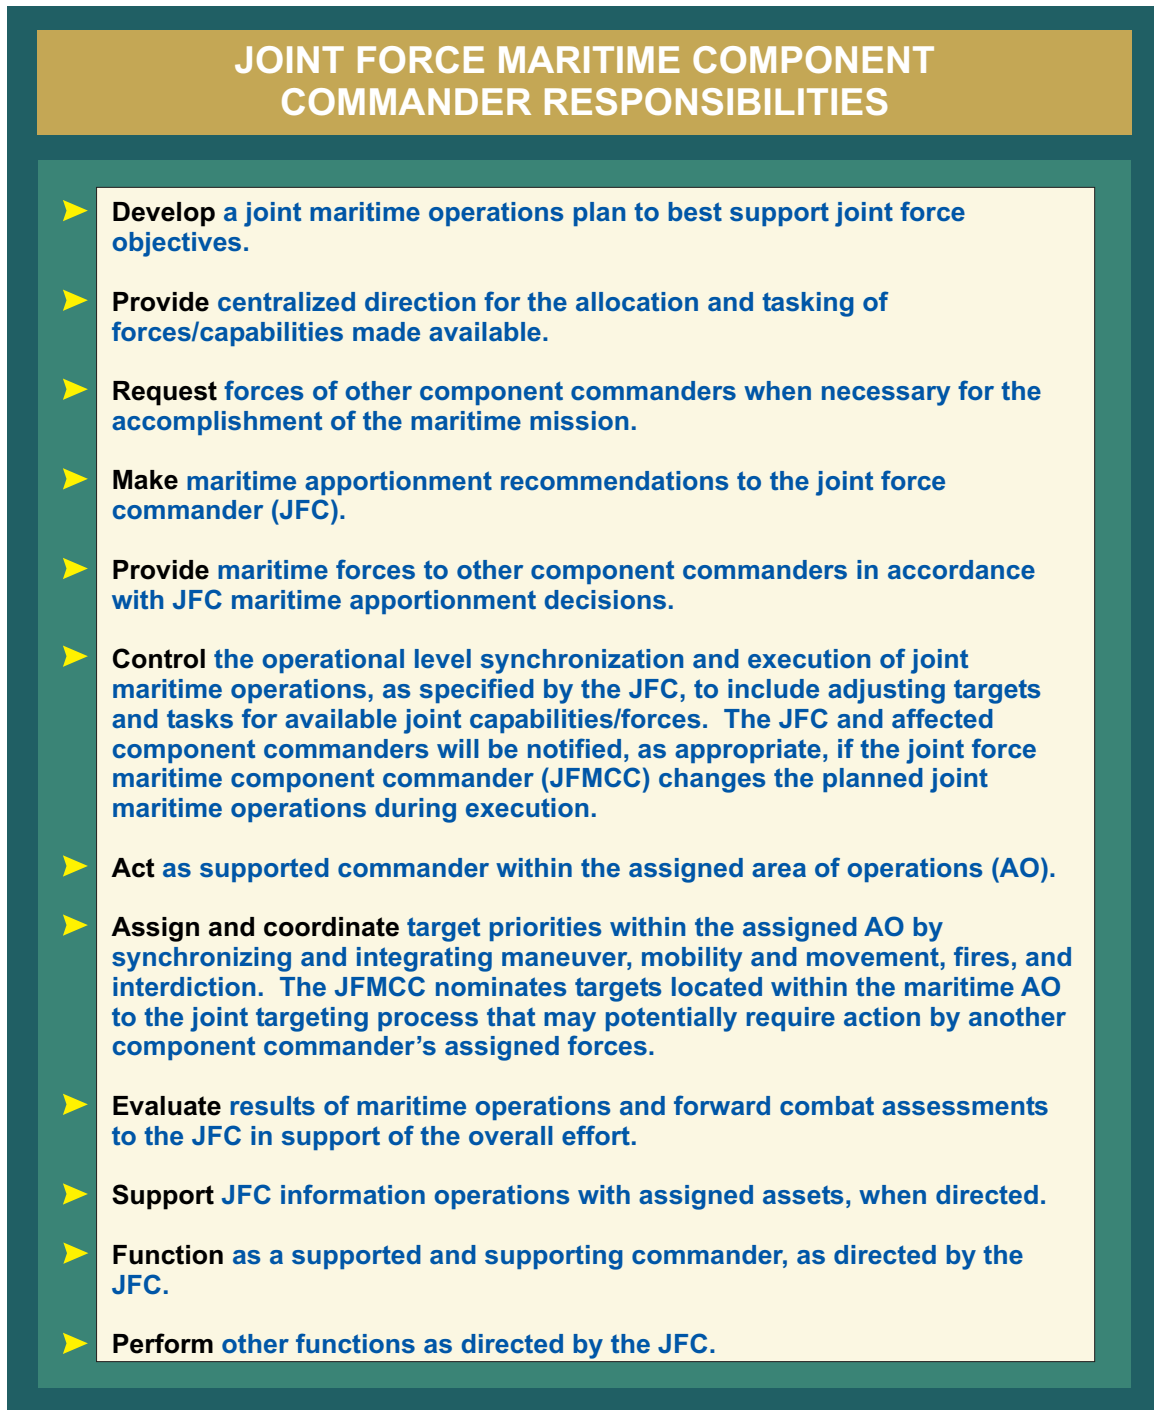 JOINT FORCE MARITIME COMPONENT
COMMANDER RESPONSIBILITIES
Develop a joint maritime operations plan to best support joint force
objectives.
Provide centralized direction for the allocation and tasking of
forces/capabilities made available.
Request forces of other component commanders when necessary for the
accomplishment of the maritime mission.
Make maritime apportionment recommendations to the joint force
commander (JFC).
Provide maritime forces to other component commanders in accordance
with JFC maritime apportionment decisions.
Control the operational level synchronization and execution of joint
maritime operations, as specified by the JFC, to include adjusting targets
and tasks for available joint capabilities/forces.  The JFC and affected
component commanders will be notified, as appropriate, if the joint force
maritime component commander (JFMCC) changes the planned joint
maritime operations during execution.
Act as supported commander within the assigned area of operations (AO).
Assign and coordinate target priorities within the assigned AO by
synchronizing and integrating maneuver, mobility and movement, fires, and
interdiction.  The JFMCC nominates targets located within the maritime AO
to the joint targeting process that may potentially require action by another
component commander’s assigned forces.
Evaluate results of maritime operations and forward combat assessments
to the JFC in support of the overall effort.
Support JFC information operations with assigned assets, when directed.
Function as a supported and supporting commander, as directed by the
JFC.
Perform other functions as directed by the JFC.